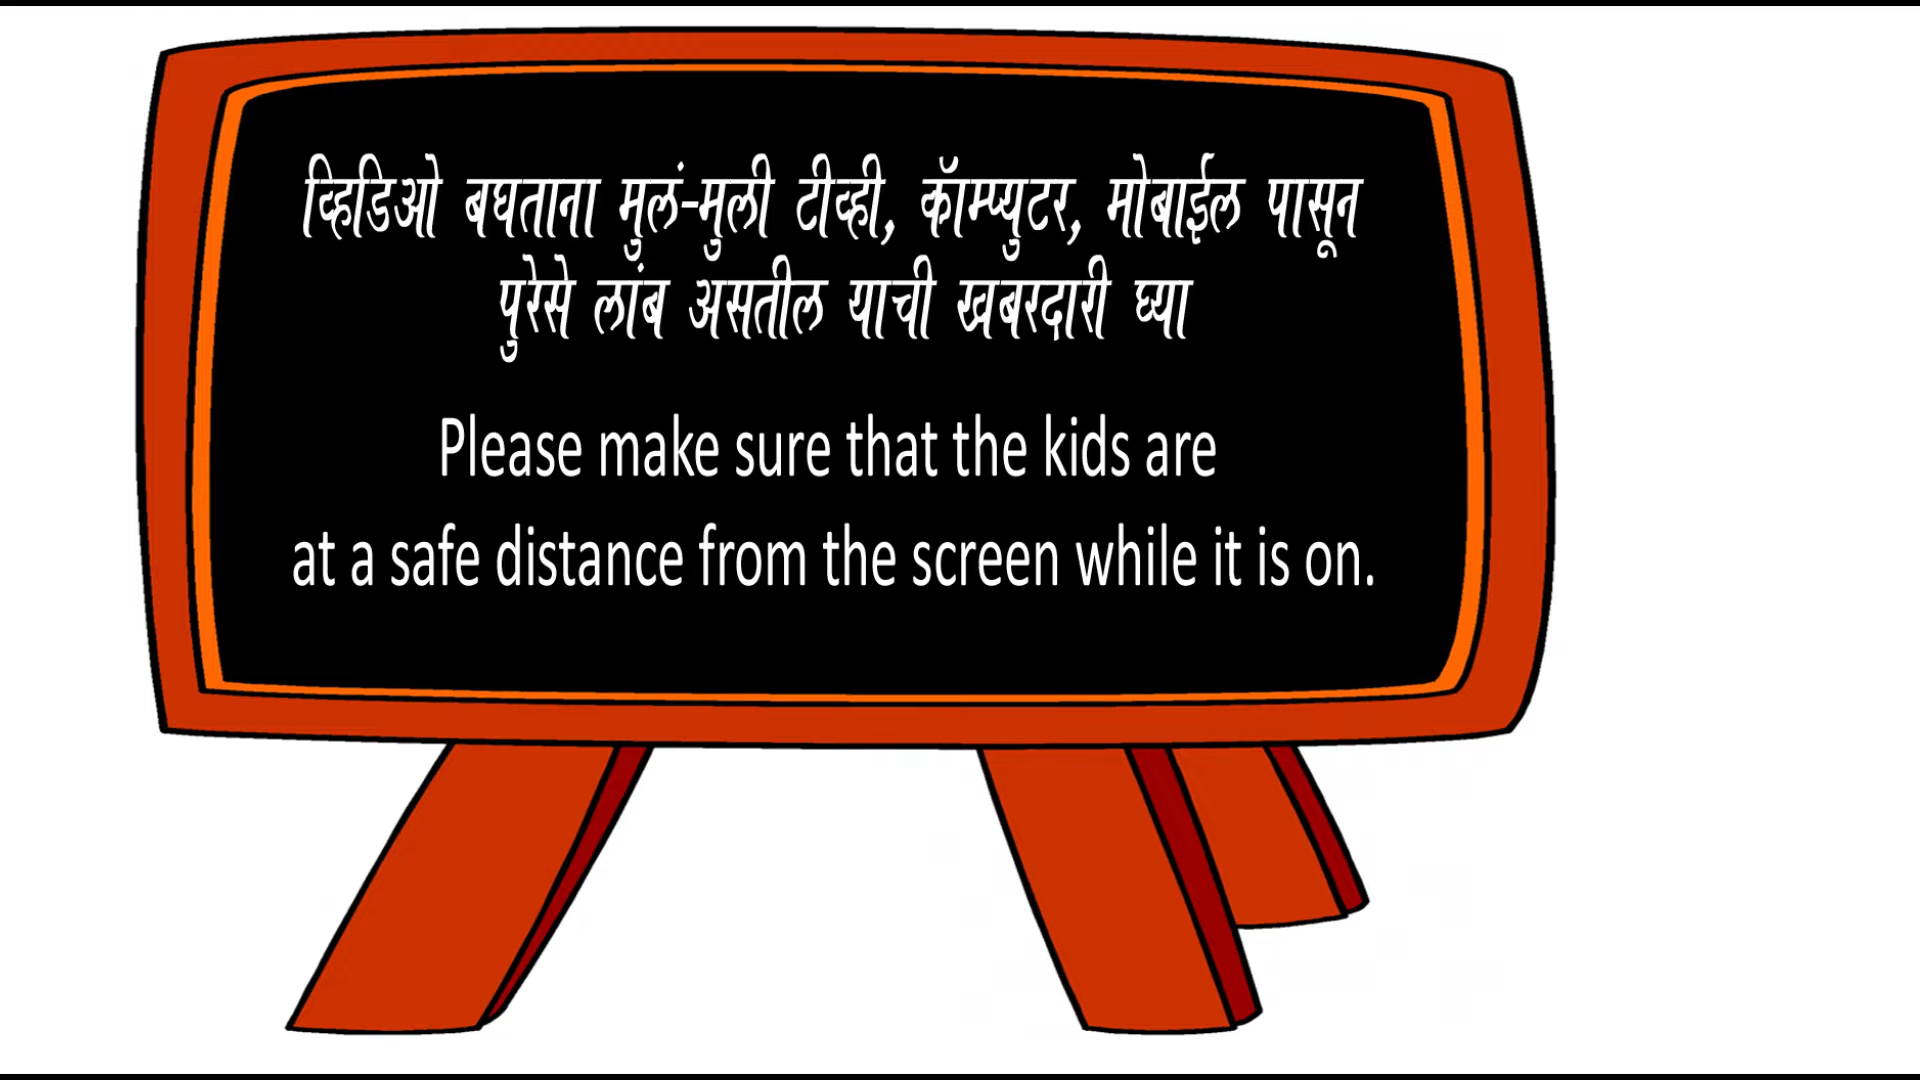 व्हिडिओ बघताना मुलं-मुली टीव्ही, कॉम्प्युटर, मोबाईल पासून
पुरेसे लांब असतील याची खबरदारी घ्या
Please make sure that the kids are
at a safe distance from the screen while it is on.